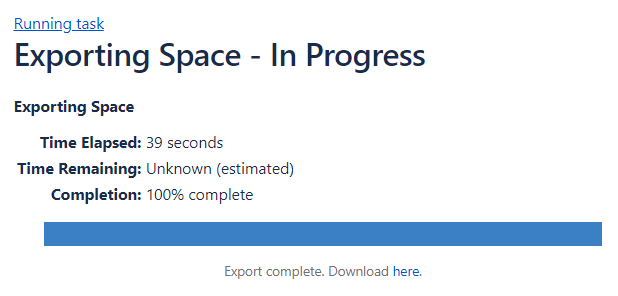 Running task
Exporting Space - In Progress
Exporting Space
Time Elapsed: 39 seconds
Time Remaining: Unknown (estimated)
Completion: 100% complete
Export complete. Download here.